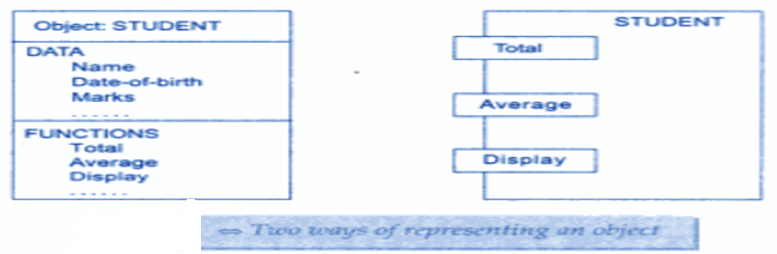 Object: STUDENT
DATA
Name
Date-of-birth
Marks
......
FUNCTIONS
Total
Average
Display
......
STUDENT
Total
Average
Display
⇔ Two ways of representing an object